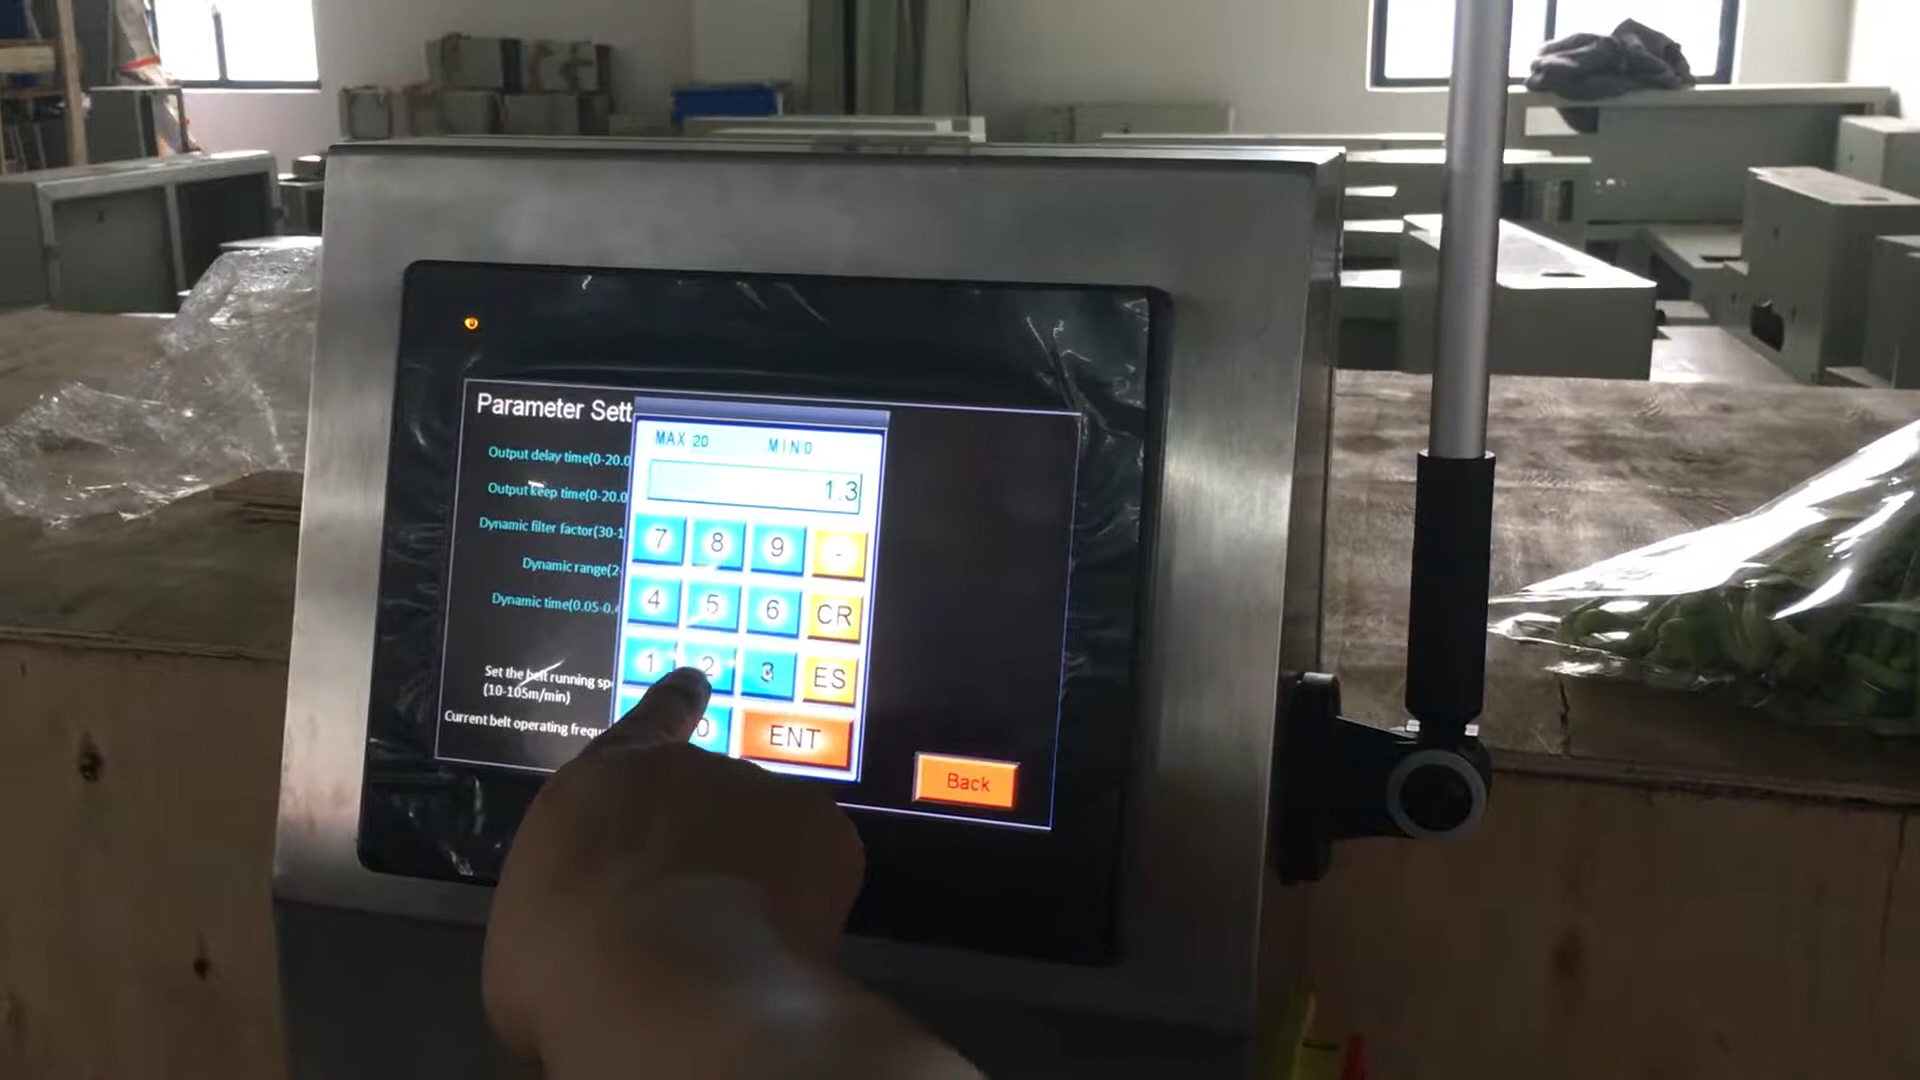 Parameter Sett
MAX 20 MIN 0
Output delay time(0-20.0
1.3
Output keep time(0-20.0
Dynamic filter factor(30-1
Dynamic range(2-
Dynamic time(0.05-0.4
Set the belt running sp
(10-105m/min)
Current belt operating frequ
7 8 9 -
4 5 6 CR
1 2 3 ES
0 ENT
Back